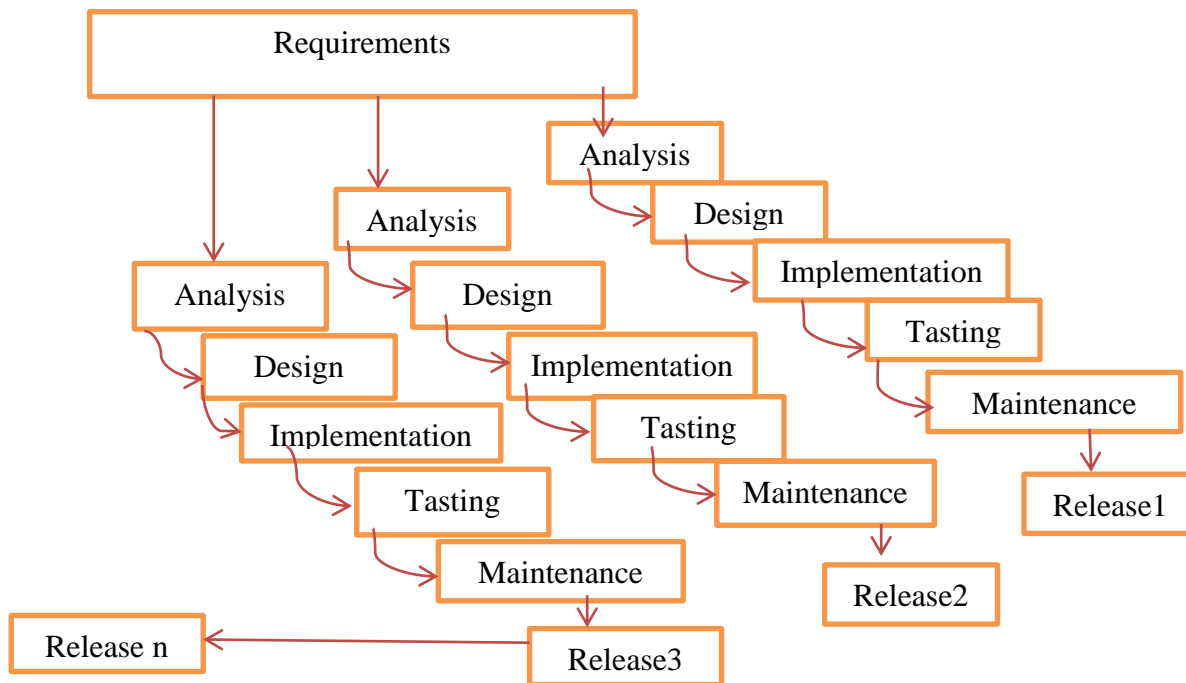 Requirements
Analysis
Design
Implementation
Tasting
Maintenance
Release1
Analysis
Design
Implementation
Tasting
Maintenance
Release2
Analysis
Design
Implementation
Tasting
Maintenance
Release3
Release n